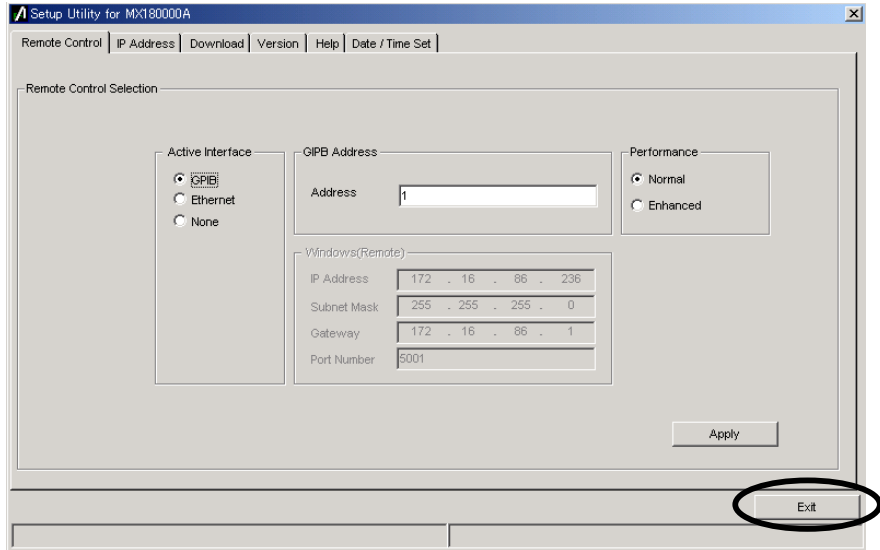 Setup Utility for MX180000A
Remote Control IP Address Download Version Help Date / Time Set
Remote Control Selection
Active Interface
GPIB
Ethernet
None
GIPB Address
Address 1
Performance
Normal
Enhanced
Windows(Remote)
IP Address 172 . 16 . 86 . 236
Subnet Mask 255 . 255 . 255 . 0
Gateway 172 . 16 . 86 . 1
Port Number 5001
Apply
Exit